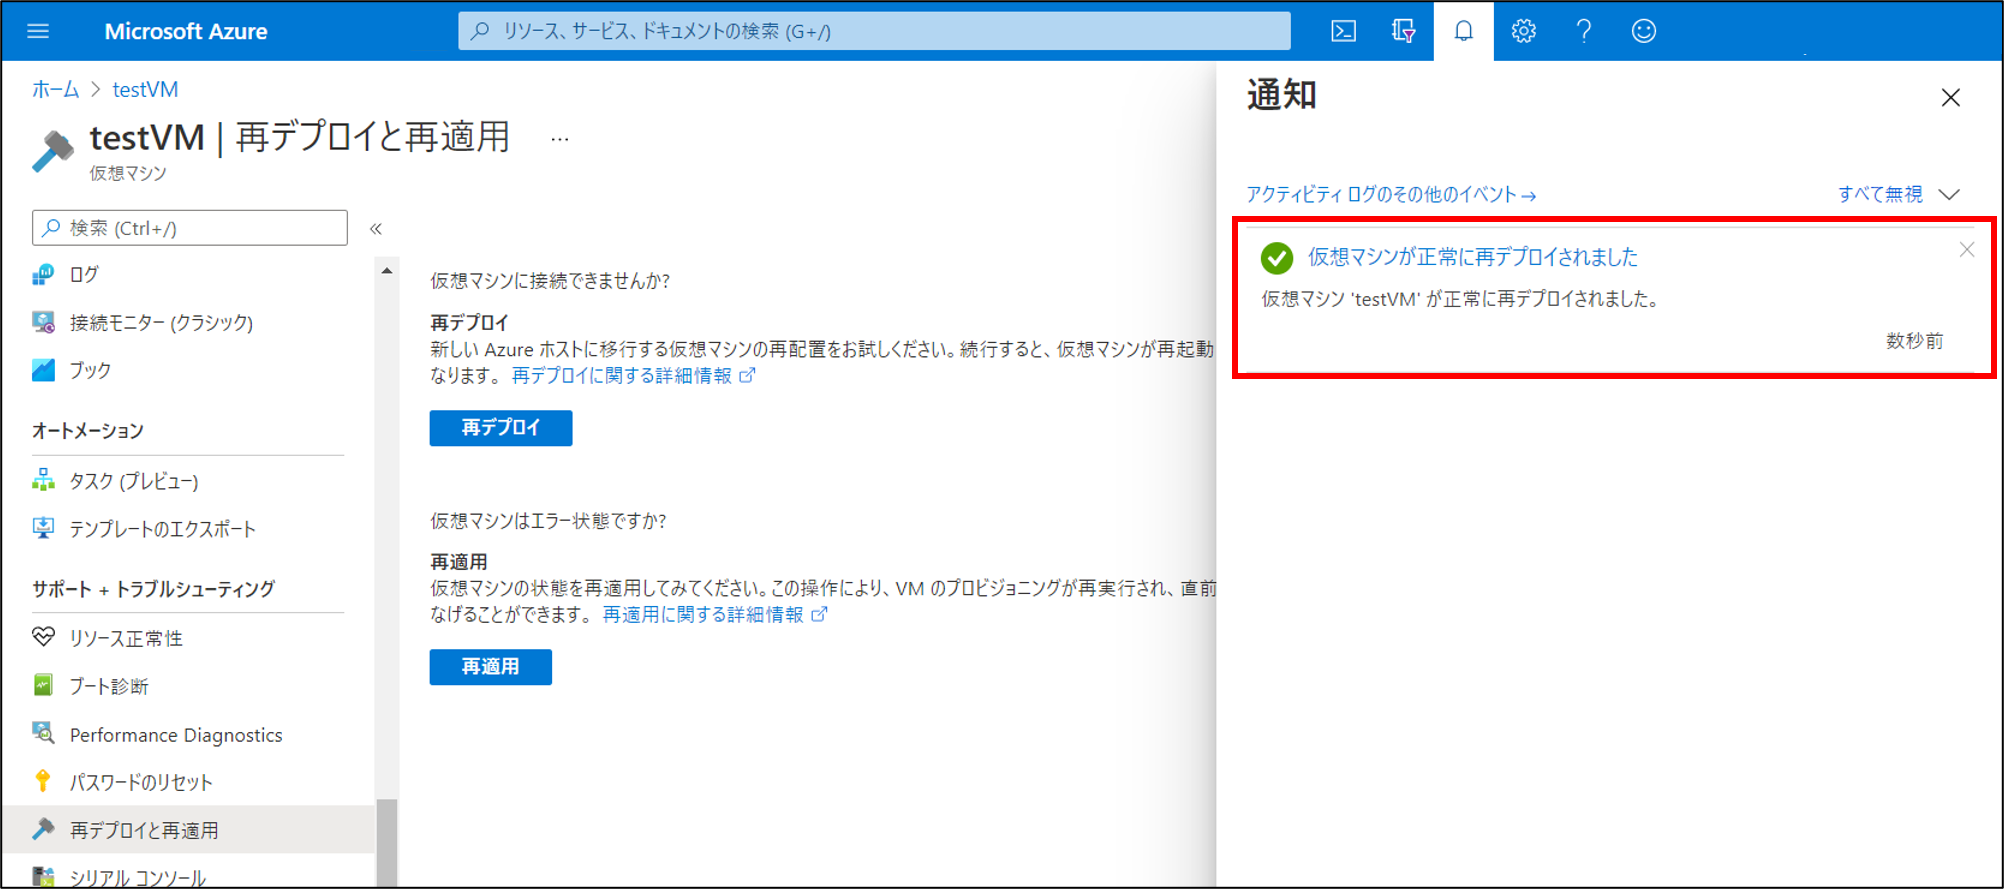 Microsoft Azure
リソース、サービス、ドキュメントの検索 (G+/)
ホーム > testVM
testVM | 再デプロイと再適用 …
仮想マシン
検索 (Ctrl+/)
«
ログ
接続モニター (クラシック)
ブック
オートメーション
タスク (プレビュー)
テンプレートのエクスポート
サポート + トラブルシューティング
リソース正常性
ブート診断
Performance Diagnostics
パスワードのリセット
再デプロイと再適用
シリアル コンソール
仮想マシンに接続できませんか?
再デプロイ
新しい Azure ホストに移行する仮想マシンの再配置をお試しください。続行すると、仮想マシンが再起動
なります。 再デプロイに関する詳細情報
再デプロイ
仮想マシンはエラー状態ですか?
再適用
仮想マシンの状態を再適用してみてください。この操作により、VM のプロビジョニングが再実行され、直前
なげることができます。 再適用に関する詳細情報
再適用
通知
アクティビティ ログのその他のイベント →
すべて無視
仮想マシンが正常に再デプロイされました
仮想マシン 'testVM' が正常に再デプロイされました。
数秒前